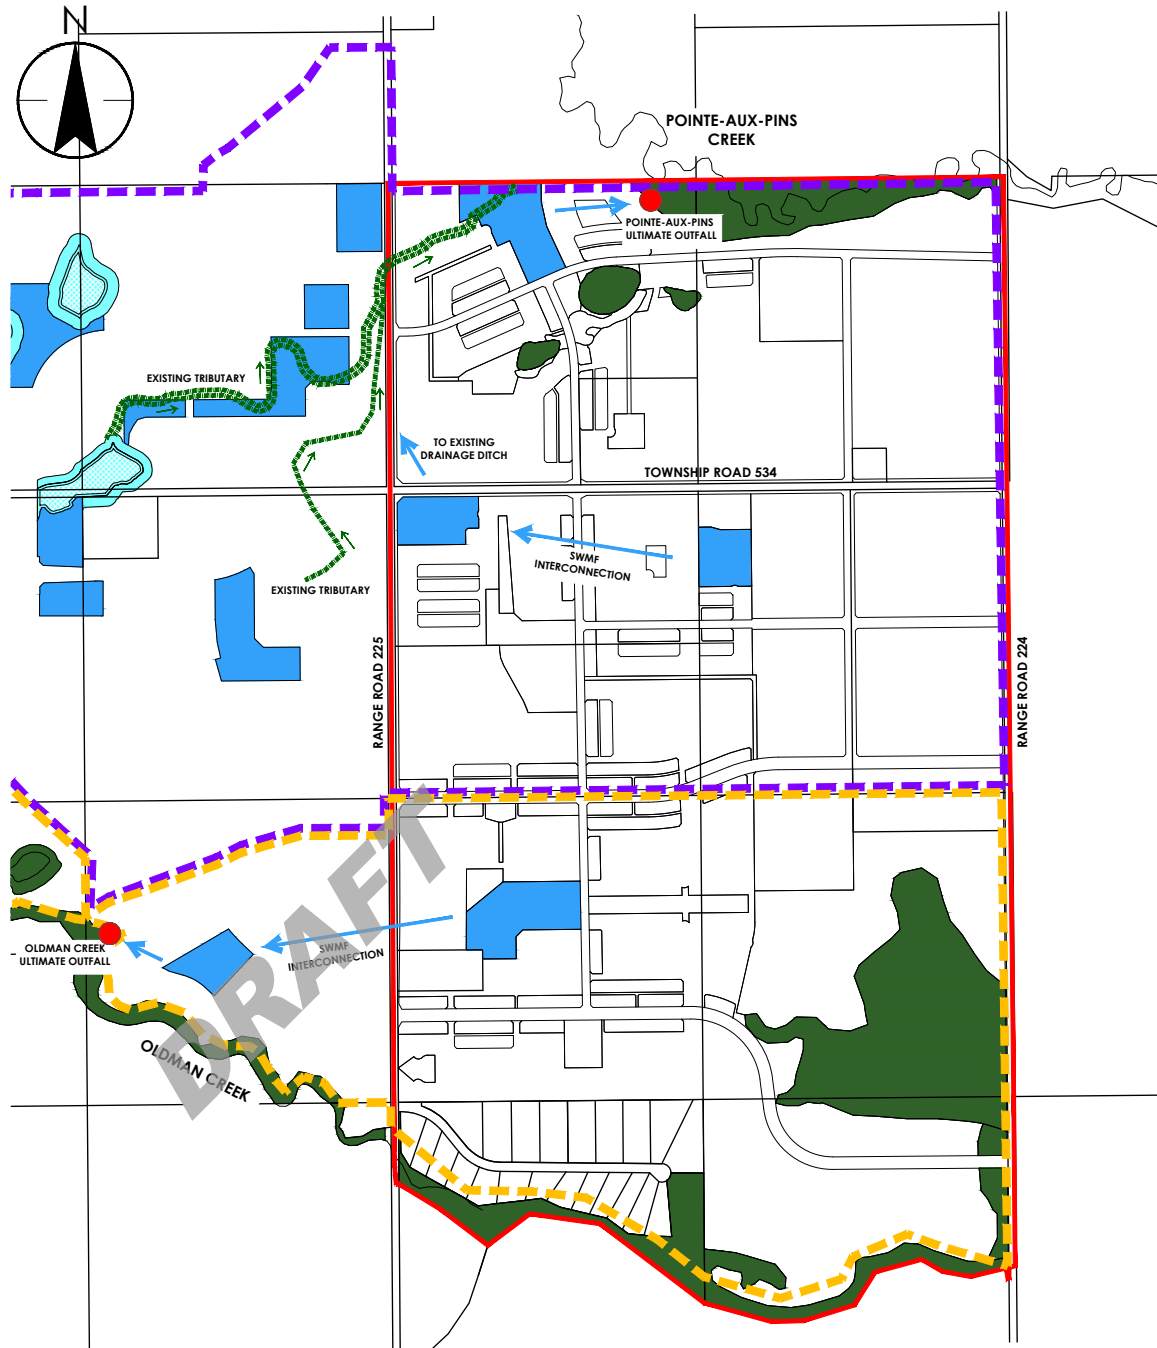 N
POINTE-AUX-PINS
CREEK
POINTE-AUX-PINS
ULTIMATE OUTFALL
EXISTING TRIBUTARY
TO EXISTING
DRAINAGE DITCH
TOWNSHIP ROAD 534
SWMF
INTERCONNECTION
EXISTING TRIBUTARY
RANGE ROAD 225
RANGE ROAD 224
DRAFT
OLDMAN CREEK
ULTIMATE OUTFALL
SWMF
INTERCONNECTION
OLDMAN CREEK